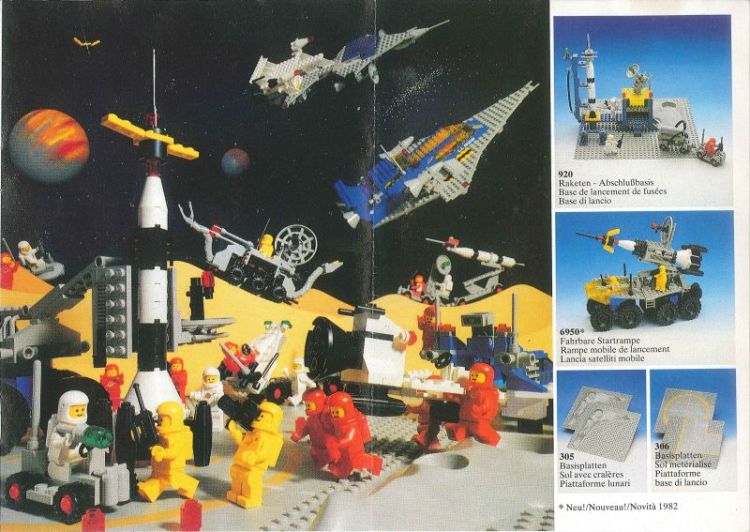 920
Raketen - Abschlußbasis
Base de lancement de fusées
Base di lancio
6950*
Fahrbare Startrampe
Rampe mobile de lancement
Lancia satelliti mobile
305
Basisplatten
Sol avec cralères
Piattaforme lunari
306
Basisplatten
Sol metérialisé
Piattaforme
base di lancio
* Neu!/Nouveau!/Novità 1982